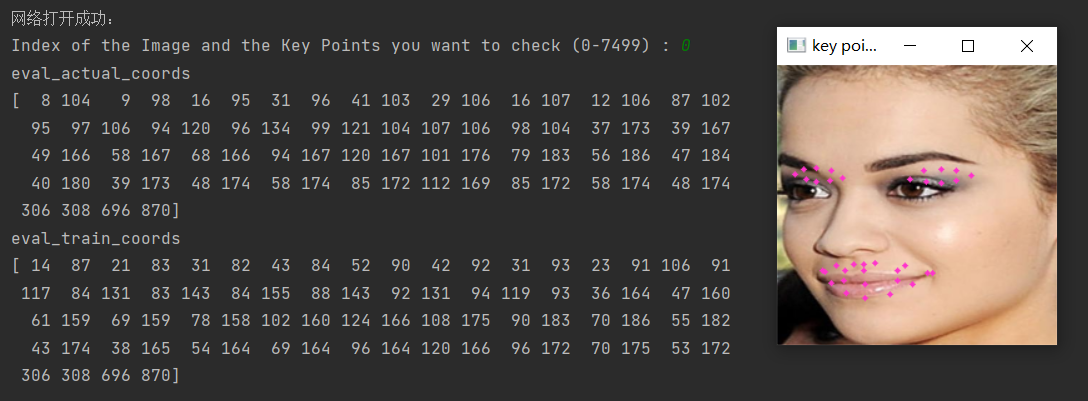 网络打开成功:
Index of the Image and the Key Points you want to check (0-7499) : 0
eval_actual_coords
[  8 104   9  98  16  95  31  96  41 103  29 106  16 107  12 106  87 102
  95  97 106  94 120  96 134  99 121 104 107 106  98 104  37 173  39 167
  49 166  58 167  68 166  94 167 120 167 101 176  79 183  56 186  47 184
  40 180  39 173  48 174  58 174  85 172 112 169  85 172  58 174  48 174
 306 308 696 870]
eval_train_coords
[ 14  87  21  83  31  82  43  84  52  90  42  92  31  93  23  91 106  91
 117  84 131  83 143  84 155  88 143  92 131  94 119  93  36 164  47 160
  61 159  69 159  78 158 102 160 124 166 108 175  90 183  70 186  55 182
  43 174  38 165  54 164  69 164  96 164 120 166  96 172  70 175  53 172
 306 308 696 870]
key poi...